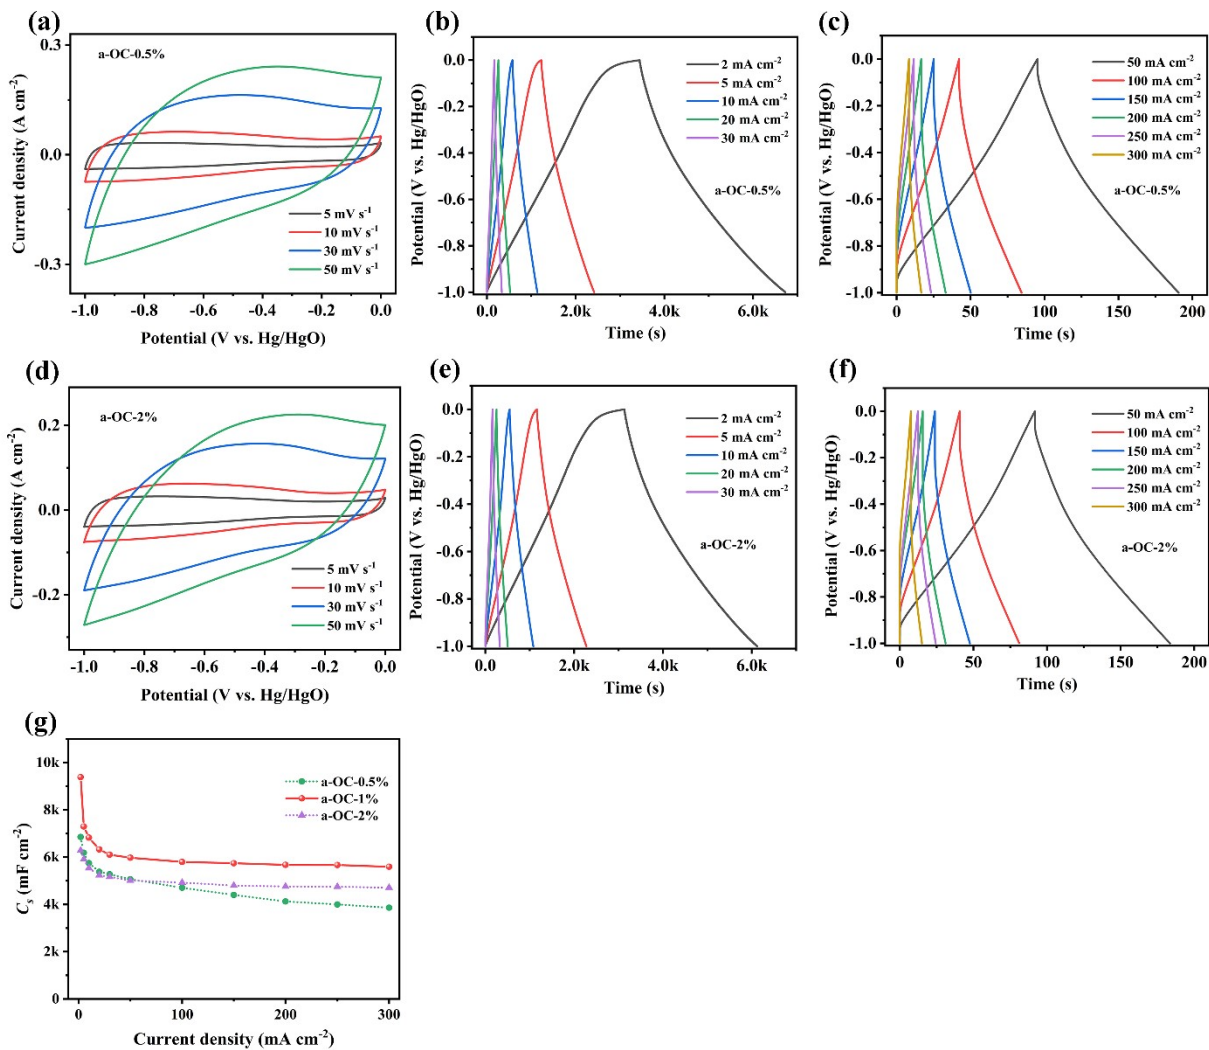 (a)
a-OC-0.5%
Current density (A cm⁻²)
0.3
0.0
-0.3
5 mV s⁻¹
10 mV s⁻¹
30 mV s⁻¹
50 mV s⁻¹
-1.0 -0.8 -0.6 -0.4 -0.2 0.0
Potential (V vs. Hg/HgO)
(b)
Potential (V vs. Hg/HgO)
0.0
-0.2
-0.4
-0.6
-0.8
-1.0
2 mA cm⁻²
5 mA cm⁻²
10 mA cm⁻²
20 mA cm⁻²
30 mA cm⁻²
a-OC-0.5%
0.0 2.0k 4.0k 6.0k
Time (s)
(c)
Potential (V vs. Hg/HgO)
0.0
-0.2
-0.4
-0.6
-0.8
-1.0
50 mA cm⁻²
100 mA cm⁻²
150 mA cm⁻²
200 mA cm⁻²
250 mA cm⁻²
300 mA cm⁻²
a-OC-0.5%
0 50 100 150 200
Time (s)
(d)
a-OC-2%
Current density (A cm⁻²)
0.2
0.0
-0.2
5 mV s⁻¹
10 mV s⁻¹
30 mV s⁻¹
50 mV s⁻¹
-1.0 -0.8 -0.6 -0.4 -0.2 0.0
Potential (V vs. Hg/HgO)
(e)
Potential (V vs. Hg/HgO)
0.0
-0.2
-0.4
-0.6
-0.8
-1.0
2 mA cm⁻²
5 mA cm⁻²
10 mA cm⁻²
20 mA cm⁻²
30 mA cm⁻²
a-OC-2%
0.0 2.0k 4.0k 6.0k
Time (s)
(f)
Potential (V vs. Hg/HgO)
0.0
-0.2
-0.4
-0.6
-0.8
-1.0
50 mA cm⁻²
100 mA cm⁻²
150 mA cm⁻²
200 mA cm⁻²
250 mA cm⁻²
300 mA cm⁻²
a-OC-2%
0 50 100 150 200
Time (s)
(g)
Cₛ (mF cm⁻²)
10k
8k
6k
4k
2k
0
a-OC-0.5%
a-OC-1%
a-OC-2%
0 100 200 300
Current density (mA cm⁻²)